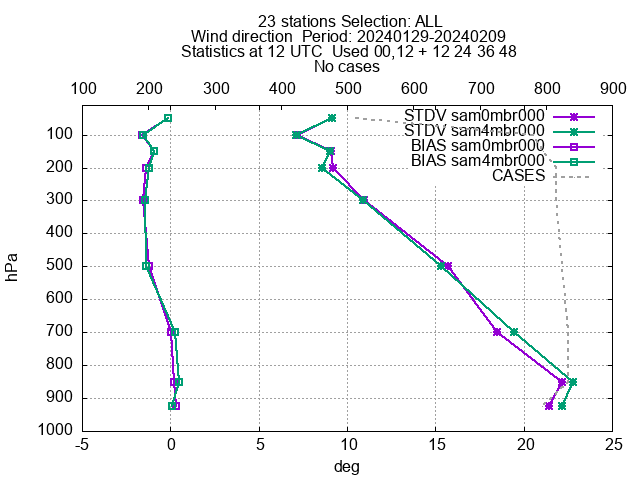 23 stations Selection: ALL
Wind direction  Period: 20240129-20240209
Statistics at 12 UTC  Used 00,12 + 12 24 36 48
No cases
100 200 300 400 500 600 700 800 900
STDV sam0mbr000
STDV sam4mbr000
BIAS sam0mbr000
BIAS sam4mbr000
CASES
hPa
100
200
300
400
500
600
700
800
900
1000
-5 0 5 10 15 20 25
deg